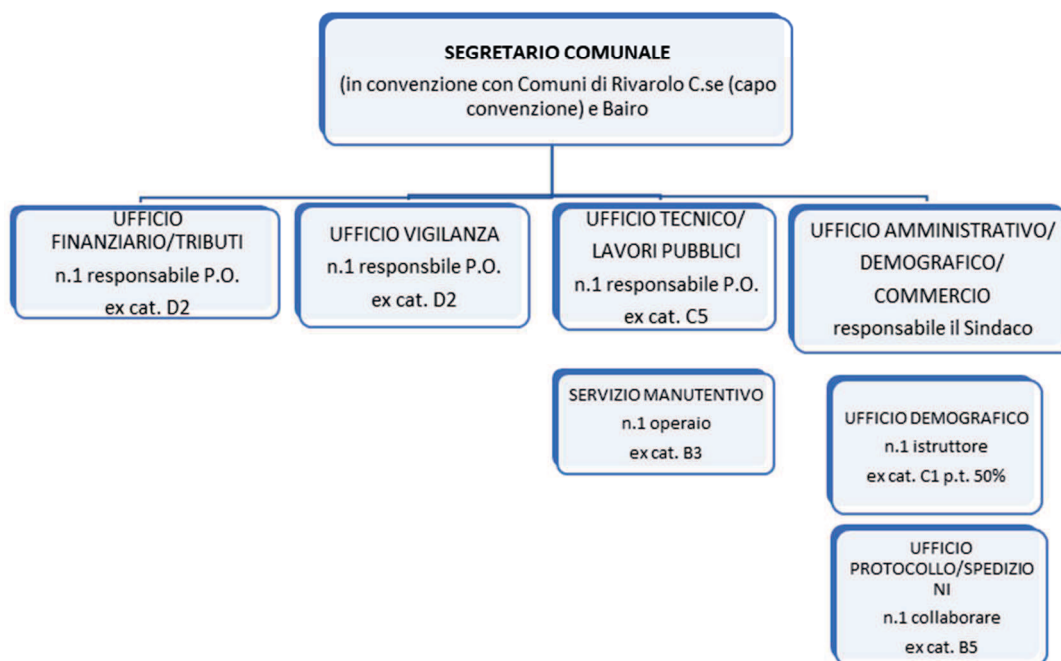 SEGRETARIO COMUNALE
(in convenzione con Comuni di Rivarolo C.se (capo
convenzione) e Bairo
UFFICIO
FINANZIARIO/TRIBUTI
n.1 responsabile P.O.
ex cat. D2
UFFICIO VIGILANZA
n.1 responsbile P.O.
ex cat. D2
UFFICIO TECNICO/
LAVORI PUBBLICI
n.1 responsabile P.O.
ex cat. C5
UFFICIO AMMINISTRATIVO/
DEMOGRAFICO/
COMMERCIO
responsabile il Sindaco
SERVIZIO MANUTENTIVO
n.1 operaio
ex cat. B3
UFFICIO DEMOGRAFICO
n.1 istruttore
ex cat. C1 p.t. 50%
UFFICIO
PROTOCOLLO/SPEDIZIO
NI
n.1 collaborare
ex cat. B5